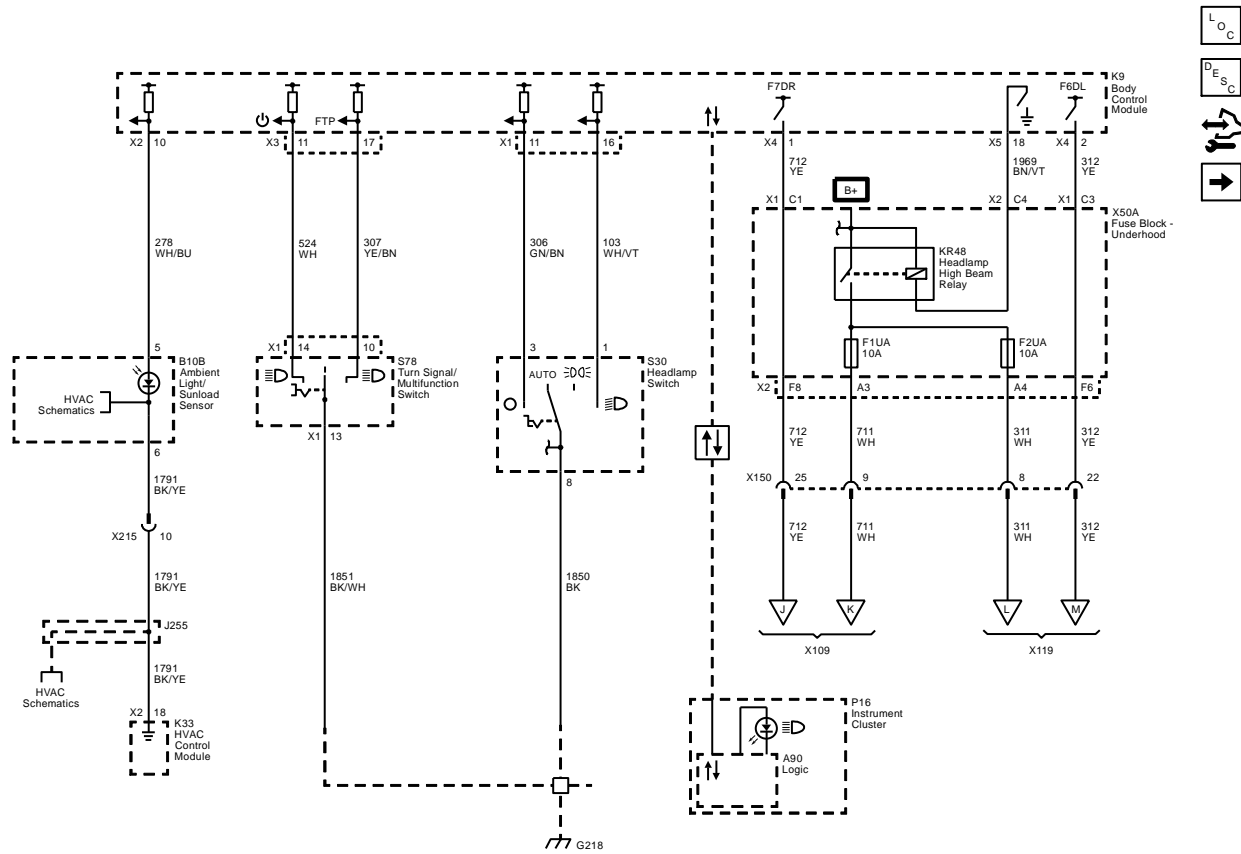 L
O
C
D
E
S
C
K9
Body
Control
Module
F7DR
F6DL
FTP
X2 10
X3 11
17
X1 11
16
X4 1
X5 18
X4 2
712
YE
1969
BN/VT
312
YE
B+
X1 C1
X2 C4
X1 C3
X50A
Fuse Block -
Underhood
278
WH/BU
524
WH
307
YE/BN
306
GN/BN
103
WH/VT
KR48
Headlamp
High Beam
Relay
F1UA
10A
F2UA
10A
5
X1 14
10
3
1
B10B
Ambient
Light/
Sunload
Sensor
HVAC
Schematics
S78
Turn Signal/
Multifunction
Switch
AUTO
S30
Headlamp
Switch
X2 F8
A3
A4
F6
6
X1 13
8
712
YE
711
WH
311
WH
312
YE
1791
BK/YE
X150 25
9
8
22
X215 10
712
YE
711
WH
311
WH
312
YE
1791
BK/YE
1851
BK/WH
1850
BK
J
K
L
M
J255
X109
X119
1791
BK/YE
HVAC
Schematics
X2 18
K33
HVAC
Control
Module
P16
Instrument
Cluster
A90
Logic
G218